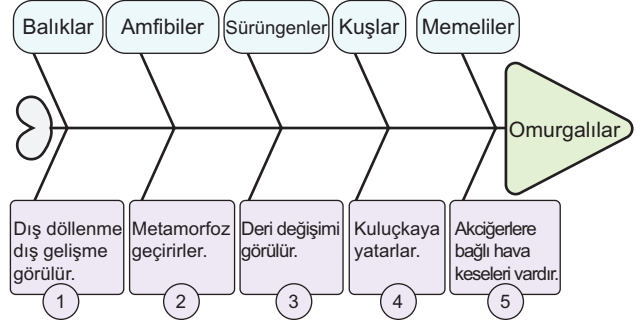 Balıklar
Amfibiler
Sürüngenler
Kuşlar
Memeliler
Omurgalılar
Dış döllenme
dış gelişme
görülür.
1
Metamorfoz
geçirirler.
2
Deri değişimi
görülür.
3
Kuluçkaya
yatarlar.
4
Akciğerlere
bağlı hava
keseleri vardır.
5